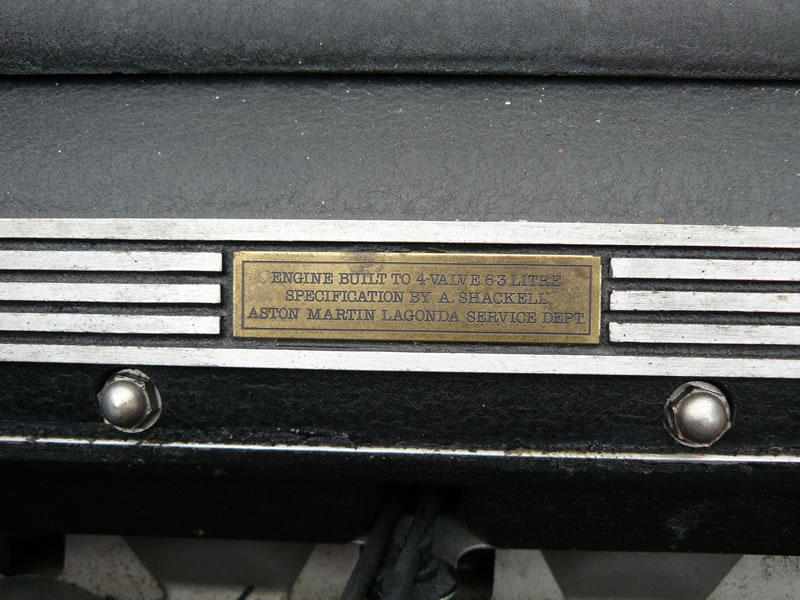 ENGINE BUILT TO 4-VALVE 6·3 LITRE
SPECIFICATION BY A. SHACKELL
ASTON MARTIN LAGONDA SERVICE DEPT